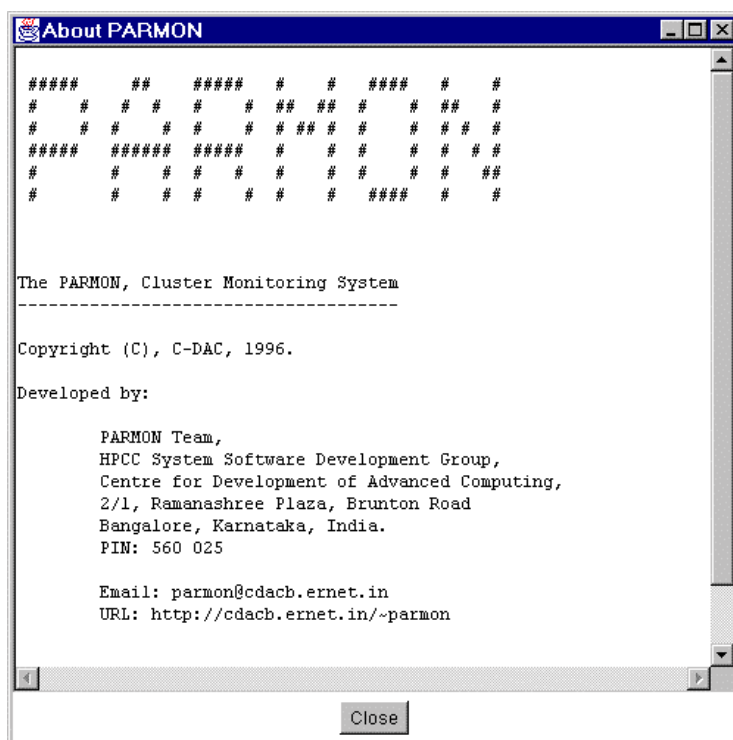 About PARMON
PARMON
The PARMON, Cluster Monitoring System
-------------------------------------
Copyright (C), C-DAC, 1996.
Developed by:
PARMON Team,
HPCC System Software Development Group,
Centre for Development of Advanced Computing,
2/1, Ramanashree Plaza, Brunton Road
Bangalore, Karnataka, India.
PIN: 560 025
Email: parmon@cdacb.ernet.in
URL: http://cdacb.ernet.in/~parmon
Close